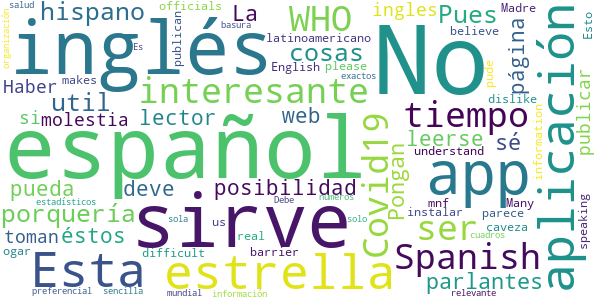 hispano
La
officials
WHO
ingles
Pues
Madre
Esto
salud
organización
inglés
Es
basura
publican
latinoamericano
cosas
believe
página
No
Haber
makes
English
please
exactos
pude
aplicación
util
interesante
tiempo
dislike
publicar
si
molestia
lector
web
covid19
leerse
sé
information
español
Pongan
understand
app
pueda
deve
posibilidad
mnf
Many
speaking
porquería
estadísticos
sirve
sola
Debe
números
solo
ser
instalar
parece
toman
éstos
us
real
caveza
ogar
difficult
barrier
Spanish
cuadros
Esta
estrella
parlantes
preferencial
sencilla
mundial
información
relevante